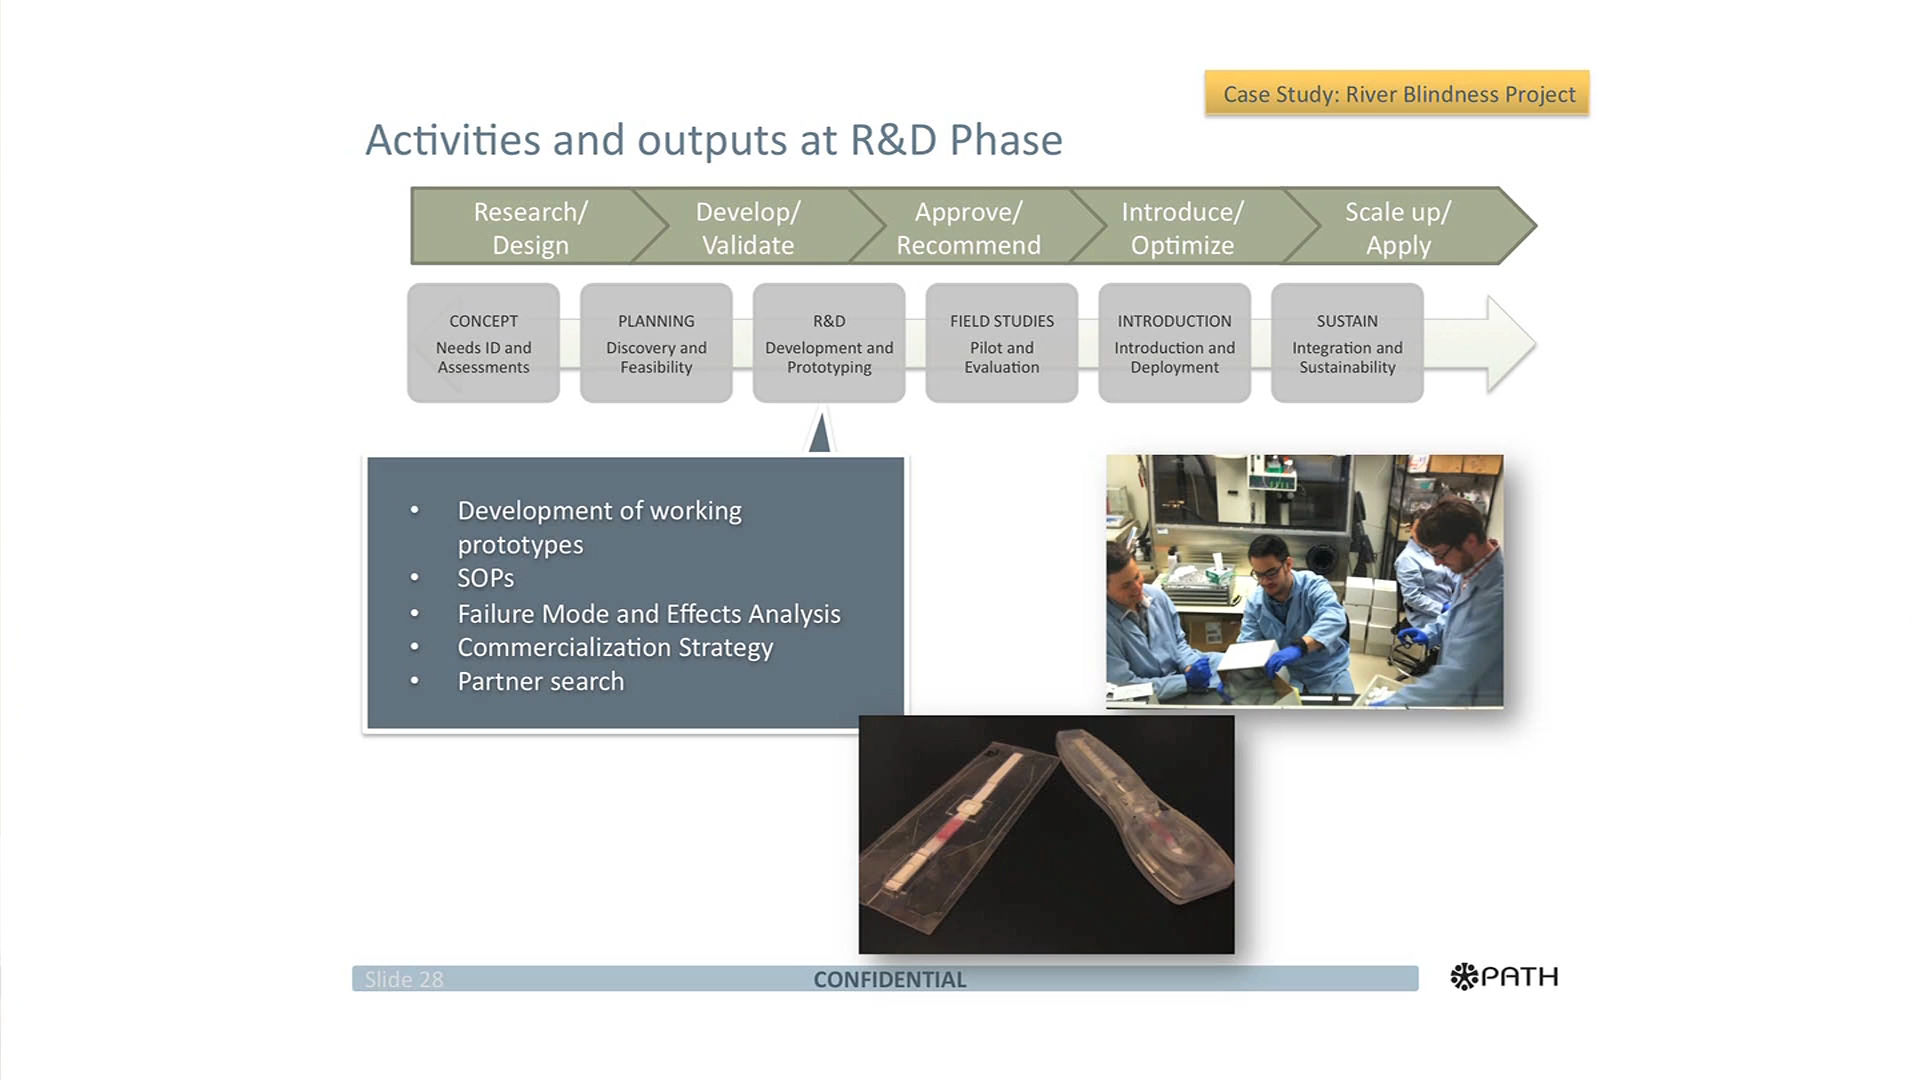 Case Study: River Blindness Project
Activities and outputs at R&D Phase
Research/
Design
Develop/
Validate
Approve/
Recommend
Introduce/
Optimize
Scale up/
Apply
CONCEPT
Needs ID and
Assessments
PLANNING
Discovery and
Feasibility
R&D
Development and
Prototyping
FIELD STUDIES
Pilot and
Evaluation
INTRODUCTION
Introduction and
Deployment
SUSTAIN
Integration and
Sustainability
• Development of working
prototypes
• SOPs
• Failure Mode and Effects Analysis
• Commercialization Strategy
• Partner search
Slide 28
CONFIDENTIAL
PATH